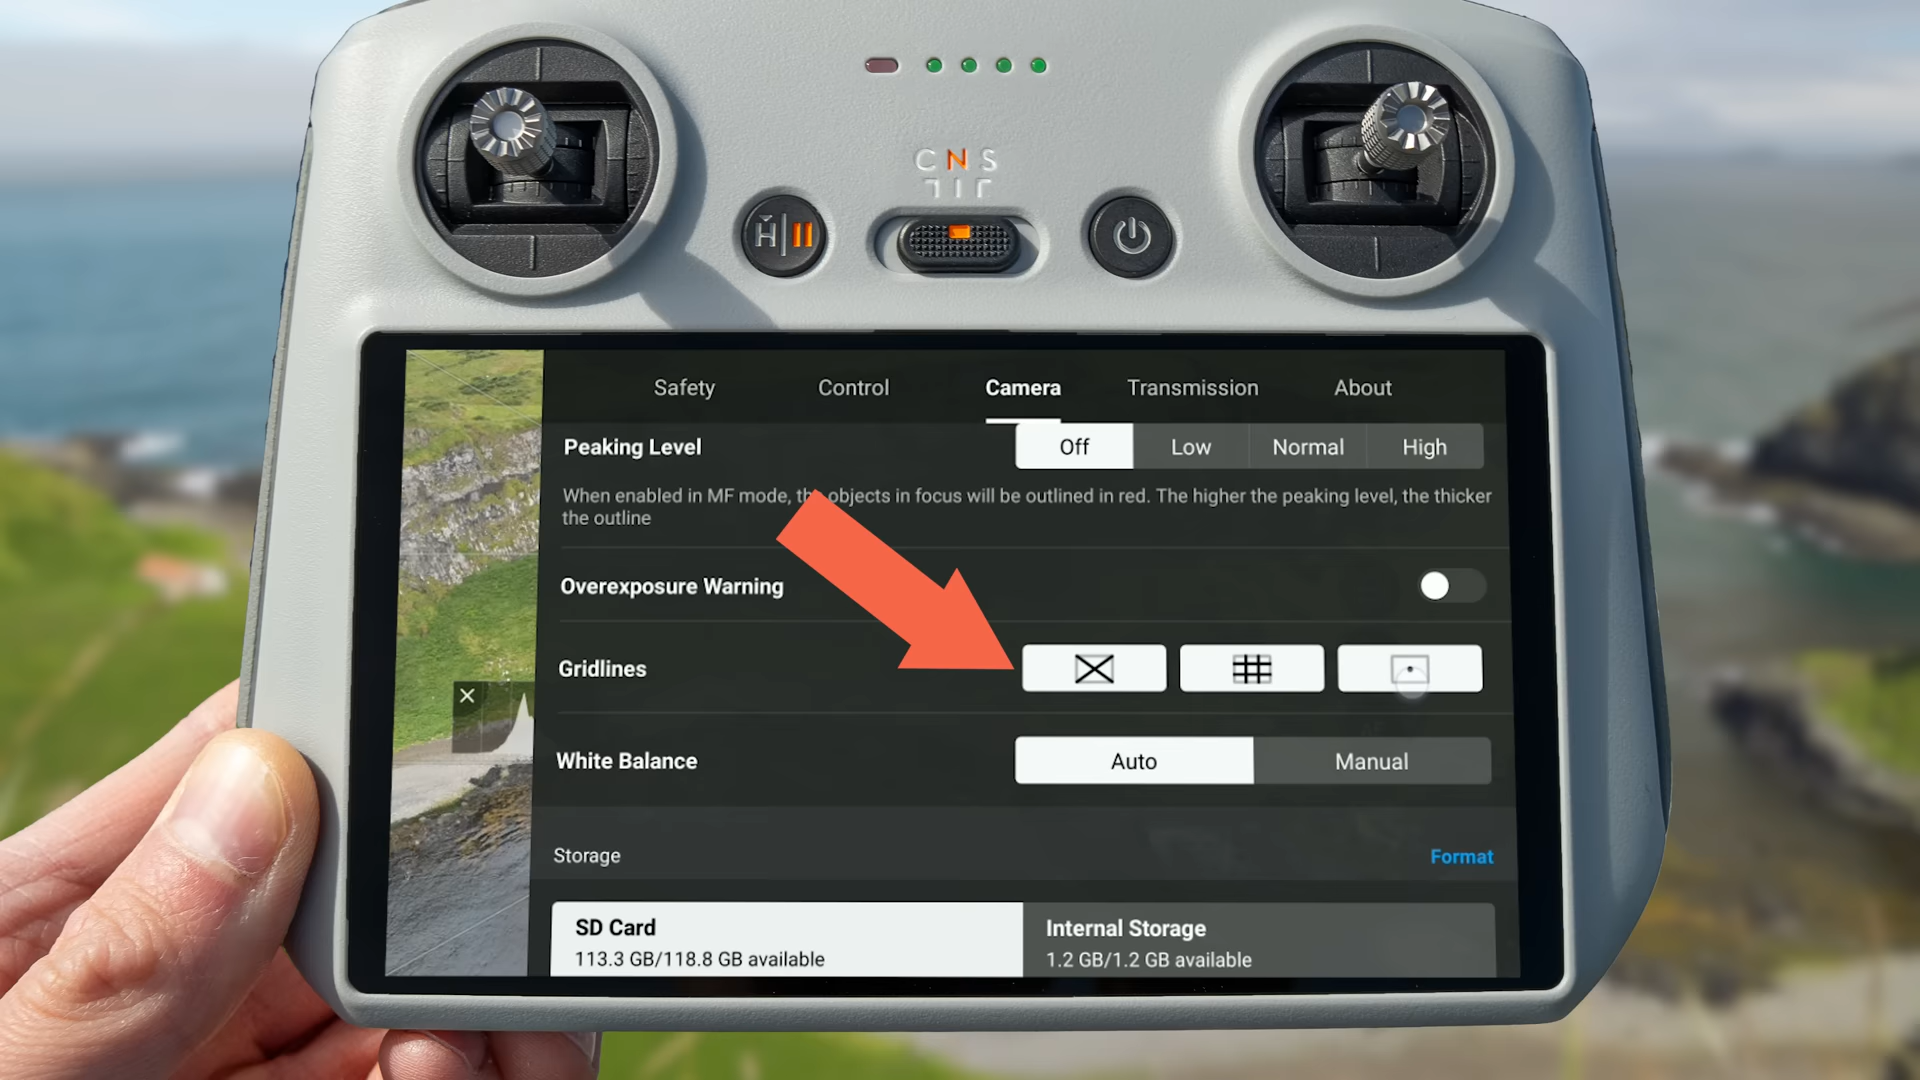 C N S
H
Safety Control Camera Transmission About
Peaking Level Off Low Normal High
When enabled in MF mode, the objects in focus will be outlined in red. The higher the peaking level, the thicker
the outline
Overexposure Warning
Gridlines
White Balance Auto Manual
Storage Format
SD Card Internal Storage
113.3 GB/118.8 GB available 1.2 GB/1.2 GB available